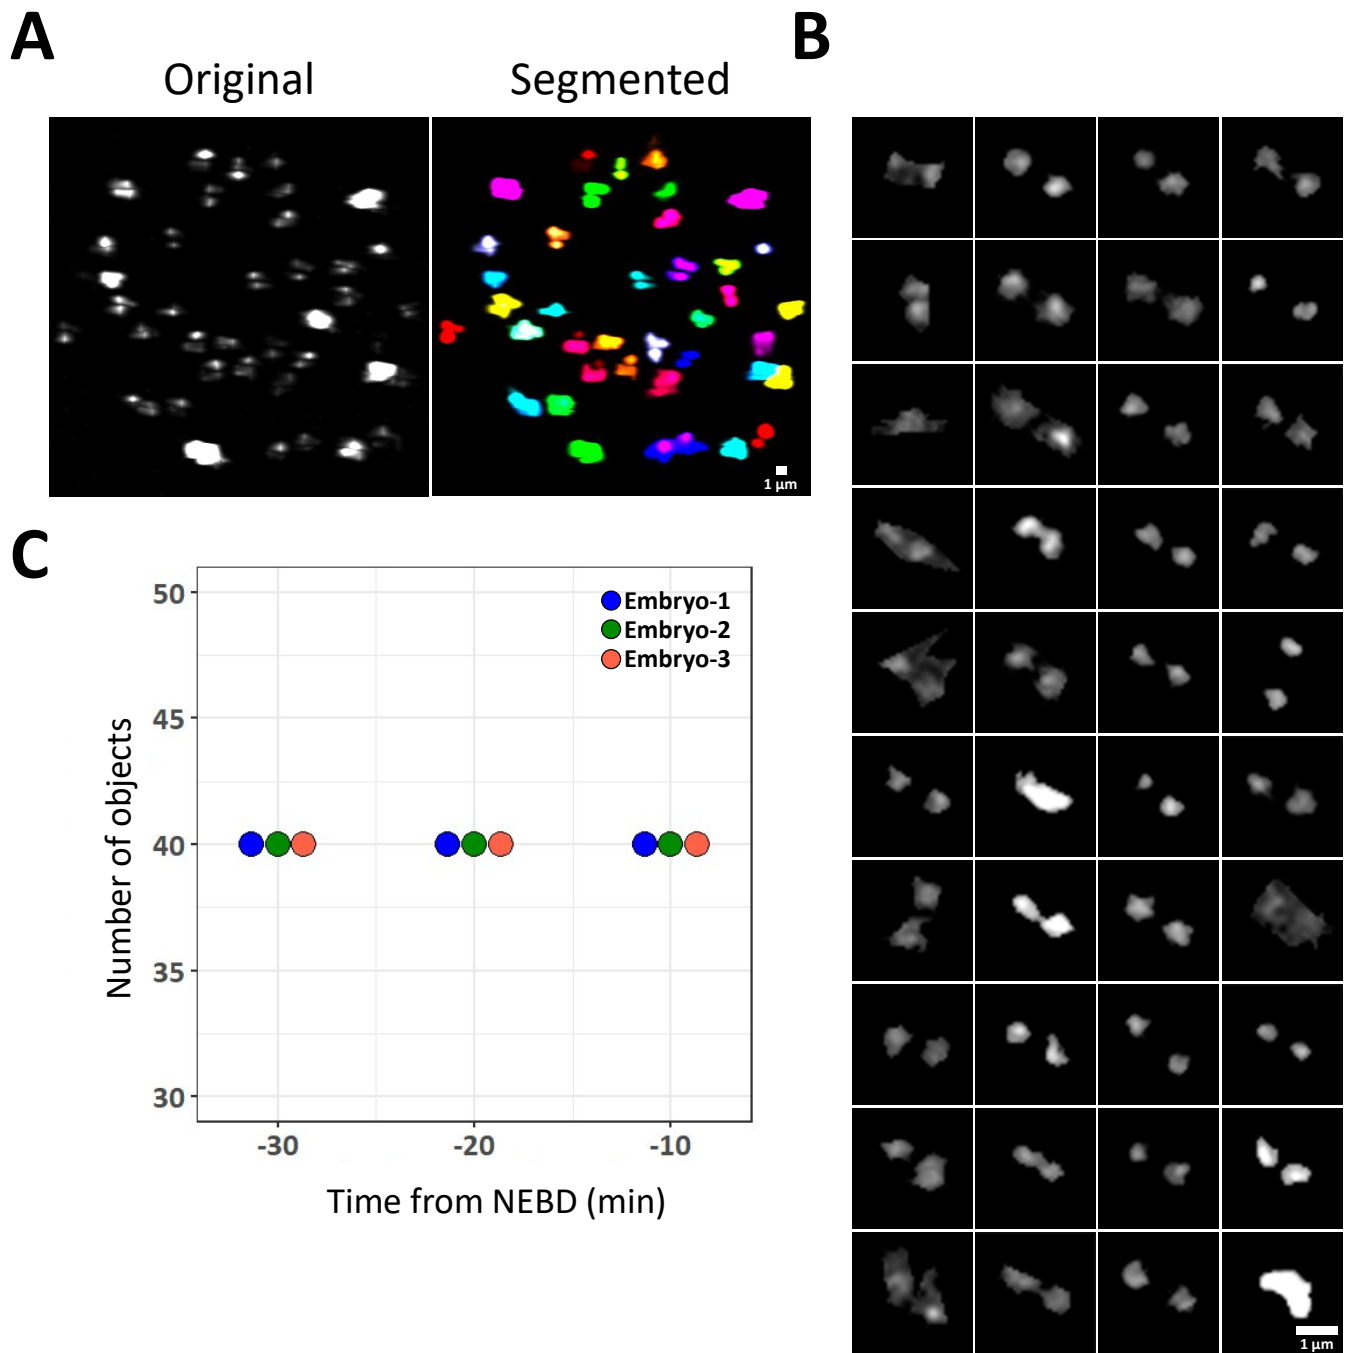 A
Original
Segmented
1 µm
B
1 µm
C
50
45
40
35
30
Number of objects
Embryo-1
Embryo-2
Embryo-3
-30
-20
-10
Time from NEBD (min)